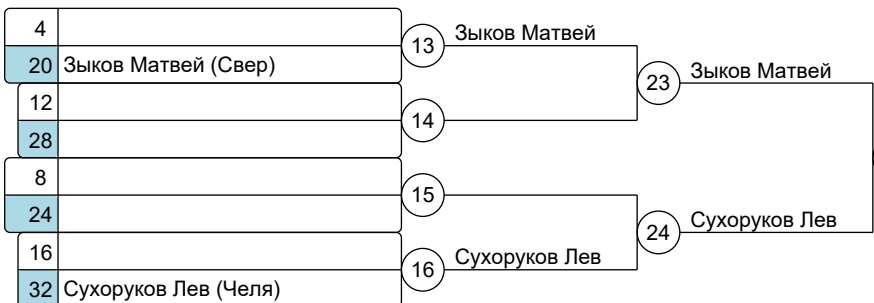 4
20 Зыков Матвей (Свер)
13 Зыков Матвей
23 Зыков Матвей
12
28
14
8
24
15
24 Сухоруков Лев
16
32 Сухоруков Лев (Челя)
16 Сухоруков Лев